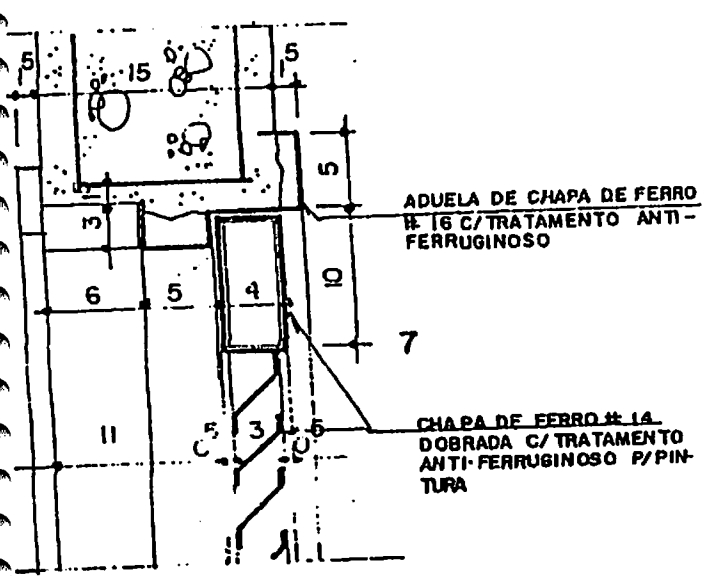 5
15
5
5
3
1
ADUELA DE CHAPA DE FERRO
# 16 C/TRATAMENTO ANTI-
FERRUGINOSO
6
5
4
10
7
11
5
3
5
CHAPA DE FERRO # 14
DOBRADA C/TRATAMENTO
ANTI-FERRUGINOSO P/PIN-
TURA